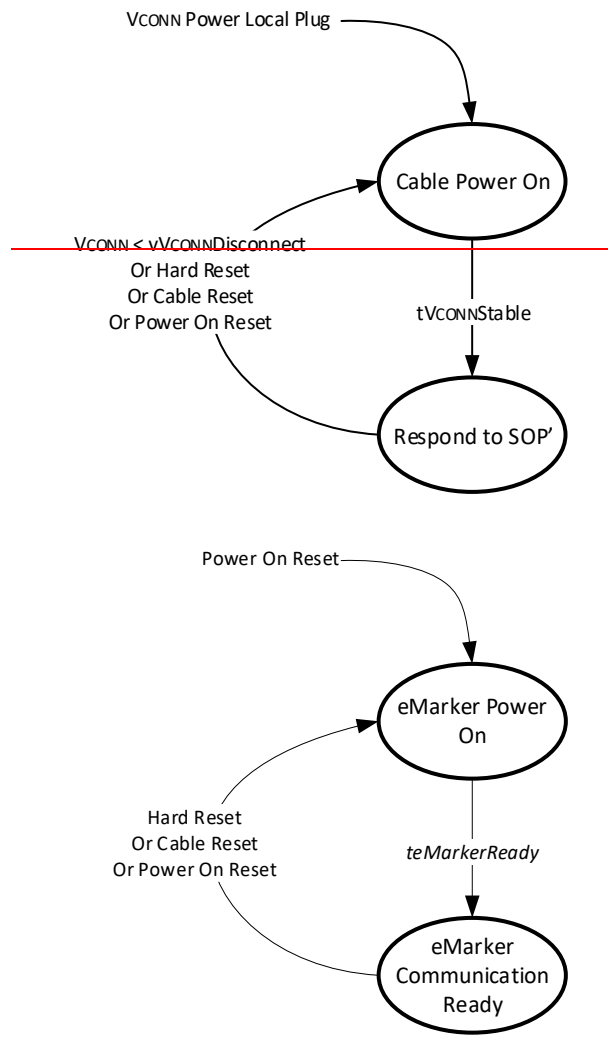 VCONN Power Local Plug
Cable Power On
VCONN < vVCONNDisconnect
Or Hard Reset
Or Cable Reset
Or Power On Reset
tVCONNStable
Respond to SOP’
Power On Reset
eMarker Power
On
Hard Reset
Or Cable Reset
Or Power On Reset
teMarkerReady
eMarker
Communication
Ready